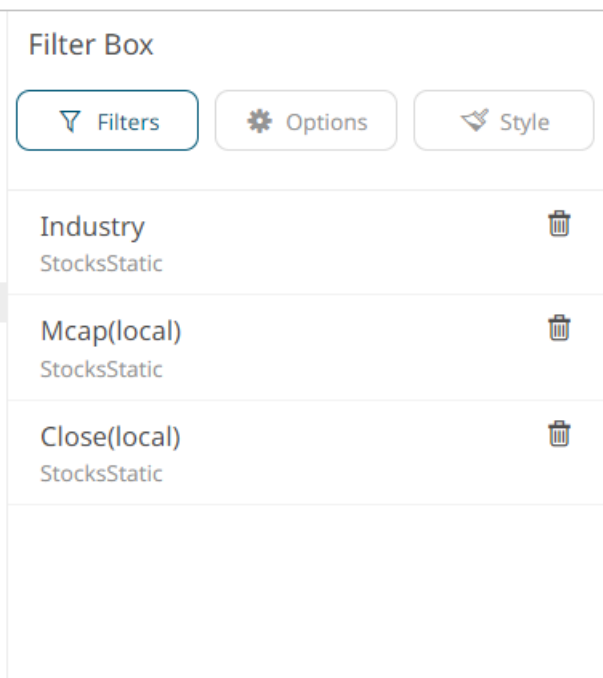 Filter Box
Filters Options Style
Industry
StocksStatic
Mcap(local)
StocksStatic
Close(local)
StocksStatic